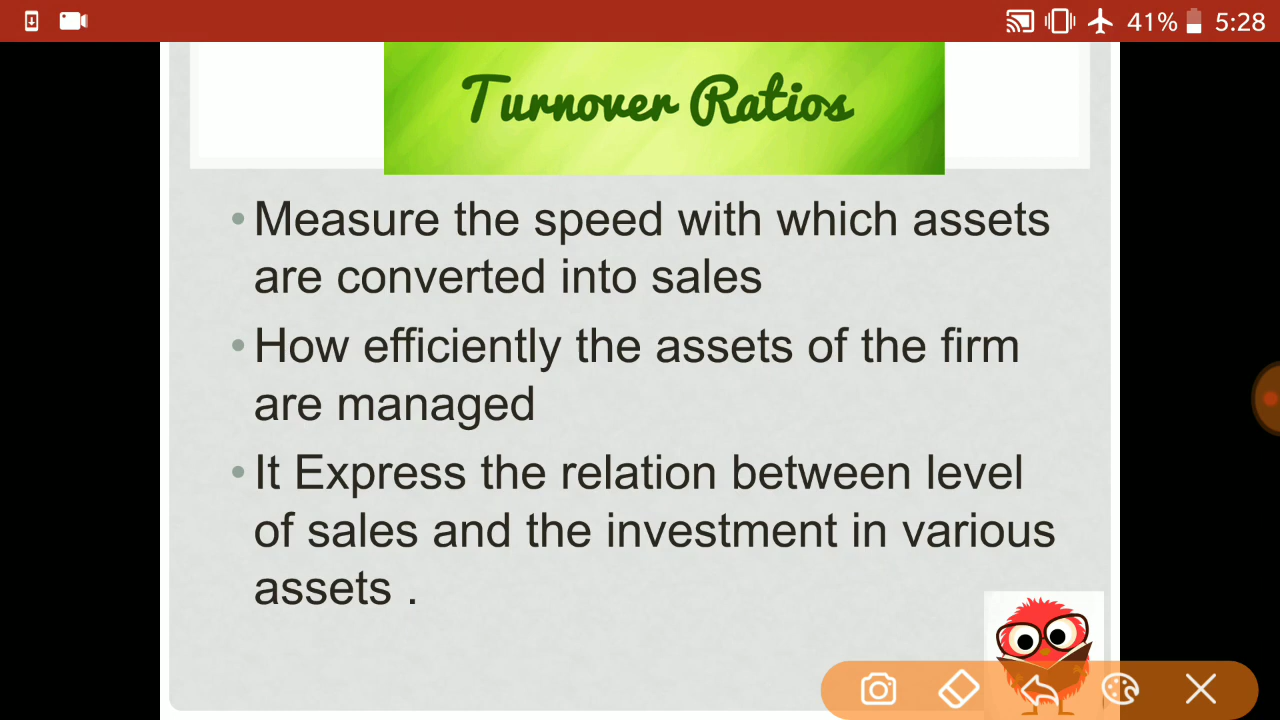 41% 5:28
Turnover Ratios
• Measure the speed with which assets
are converted into sales
• How efficiently the assets of the firm
are managed
• It Express the relation between level
of sales and the investment in various
assets .